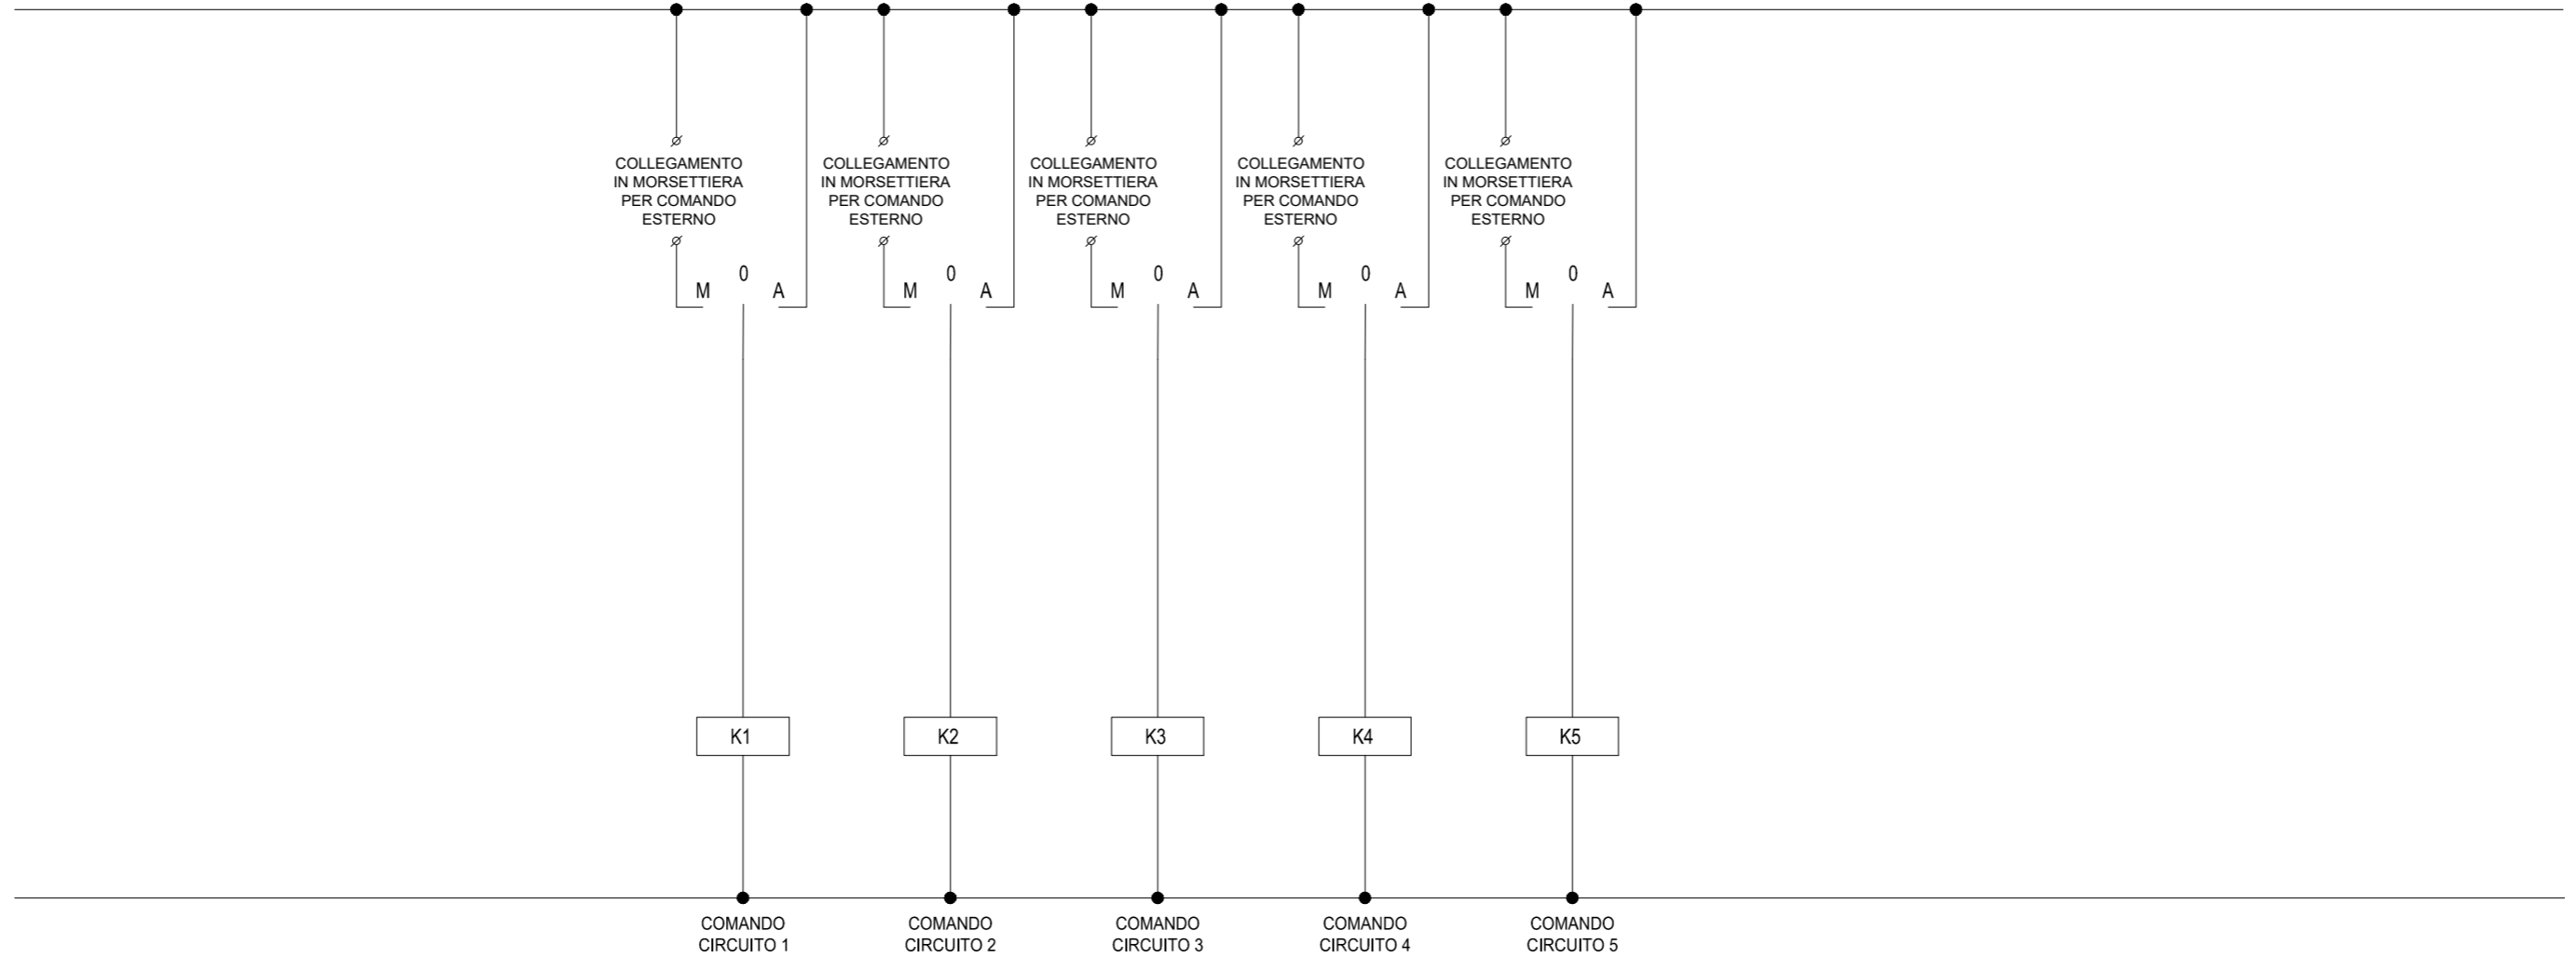 COLLEGAMENTO
IN MORSETTIERA
PER COMANDO
ESTERNO
COLLEGAMENTO
IN MORSETTIERA
PER COMANDO
ESTERNO
COLLEGAMENTO
IN MORSETTIERA
PER COMANDO
ESTERNO
COLLEGAMENTO
IN MORSETTIERA
PER COMANDO
ESTERNO
COLLEGAMENTO
IN MORSETTIERA
PER COMANDO
ESTERNO
M 0 A
M 0 A
M 0 A
M 0 A
M 0 A
K1
K2
K3
K4
K5
COMANDO
CIRCUITO 1
COMANDO
CIRCUITO 2
COMANDO
CIRCUITO 3
COMANDO
CIRCUITO 4
COMANDO
CIRCUITO 5